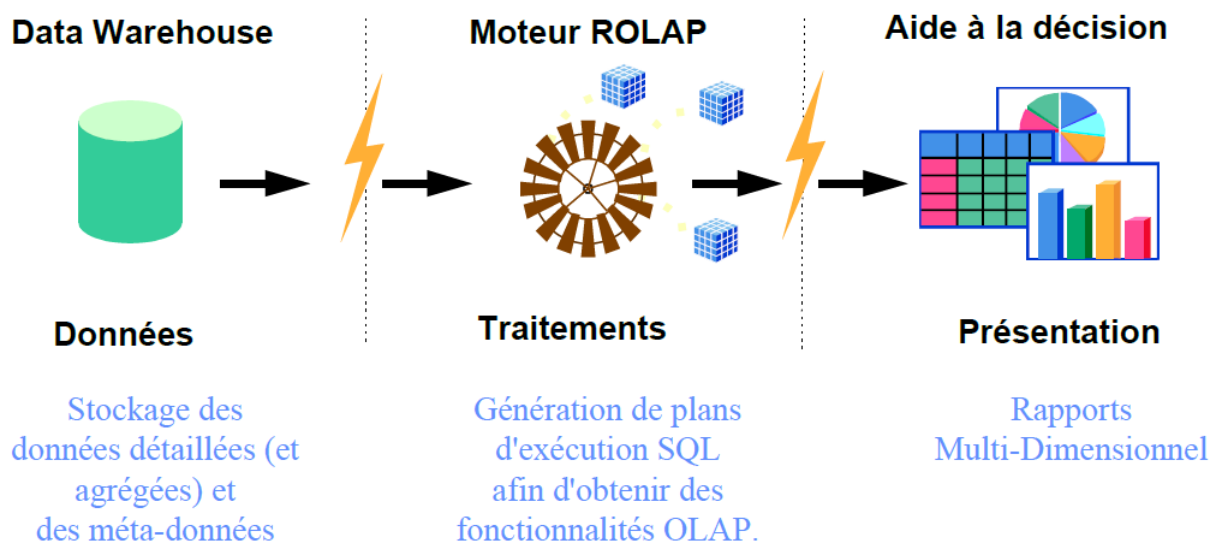 Data Warehouse
Moteur ROLAP
Aide à la décision
Données
Traitements
Présentation
Stockage des
données détaillées (et
agrégées) et
des méta-données
Génération de plans
d'exécution SQL
afin d'obtenir des
fonctionnalités OLAP.
Rapports
Multi-Dimensionnel